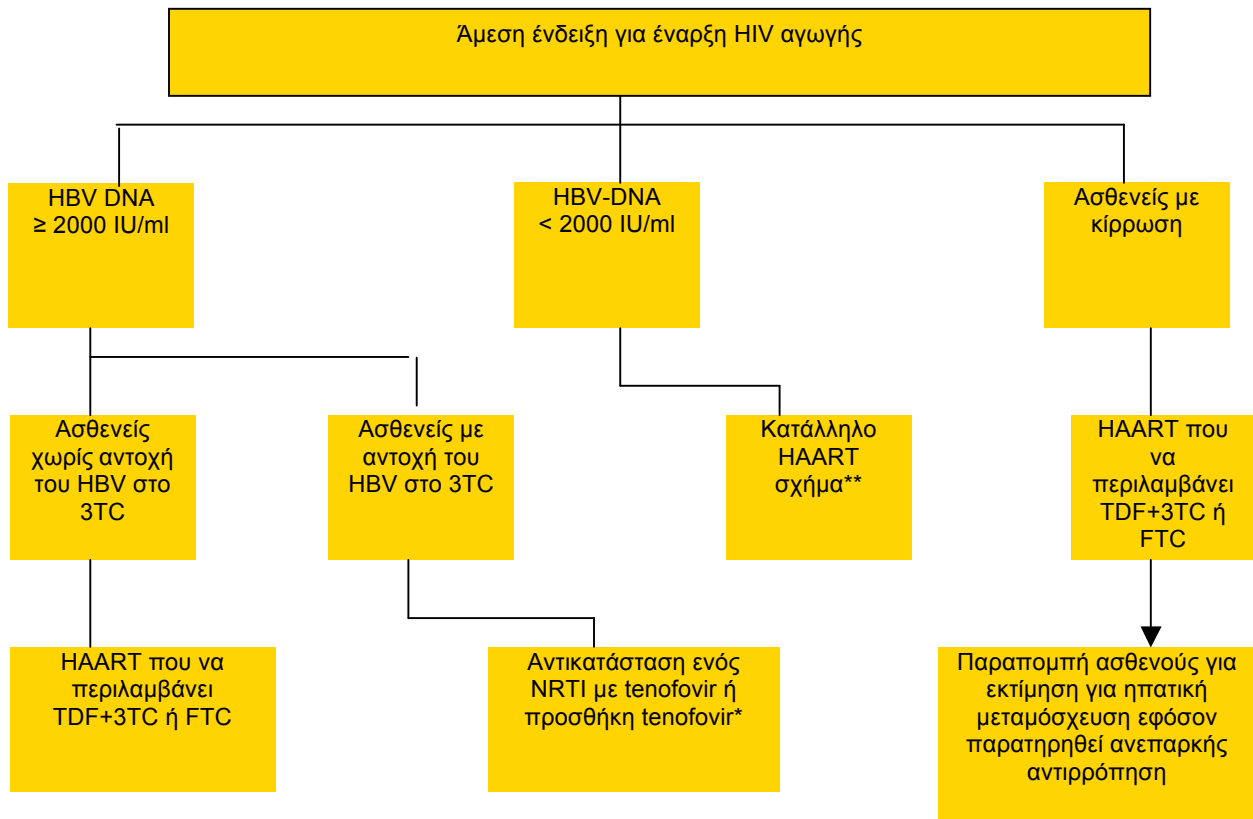 Άμεση ένδειξη για έναρξη HIV αγωγής
HBV DNA
≥ 2000 IU/ml
HBV-DNA
< 2000 IU/ml
Ασθενείς με
κίρρωση
Ασθενείς
χωρίς αντοχή
του HBV στο
3TC
Ασθενείς με
αντοχή του
HBV στο 3TC
Κατάλληλο
HAART
σχήμα**
HAART που
να
περιλαμβάνει
TDF+3TC ή
FTC
HAART που να
περιλαμβάνει
TDF+3TC ή FTC
Αντικατάσταση ενός
NRTI με tenofovir ή
προσθήκη tenofovir*
Παραπομπή ασθενούς για
εκτίμηση για ηπατική
μεταμόσχευση εφόσον
παρατηρηθεί ανεπαρκής
αντιρρόπηση